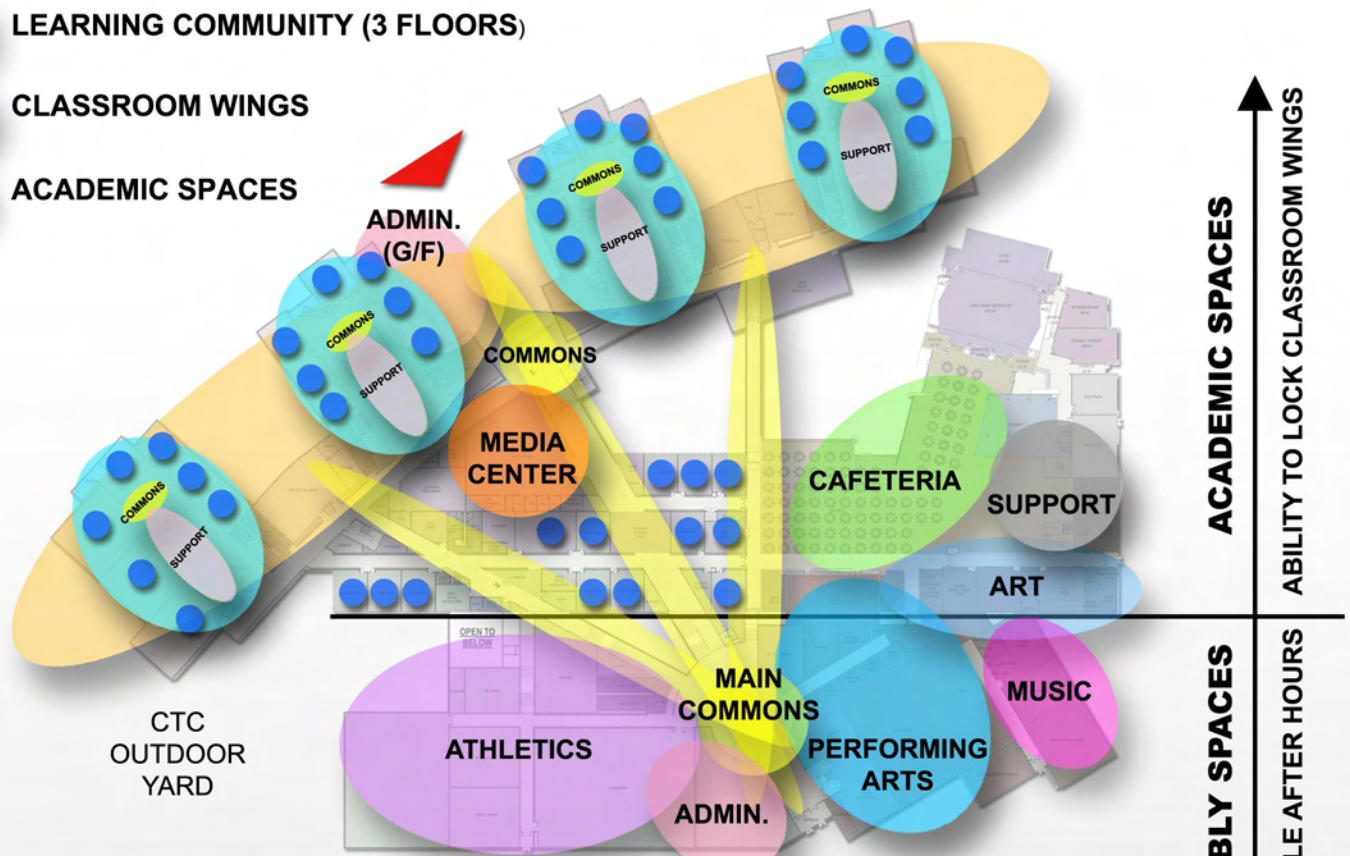 LEARNING COMMUNITY (3 FLOORS)
CLASSROOM WINGS
ACADEMIC SPACES
ADMIN.
(G/F)
COMMONS
SUPPORT
COMMONS
SUPPORT
COMMONS
SUPPORT
COMMONS
SUPPORT
COMMONS
MEDIA
CENTER
CAFETERIA
SUPPORT
ART
OPEN TO
BELOW
MAIN
COMMONS
MUSIC
ATHLETICS
PERFORMING
ARTS
ADMIN.
CTC
OUTDOOR
YARD
ACADEMIC SPACES
ABILITY TO LOCK CLASSROOM WINGS
BLY SPACES
LE AFTER HOURS